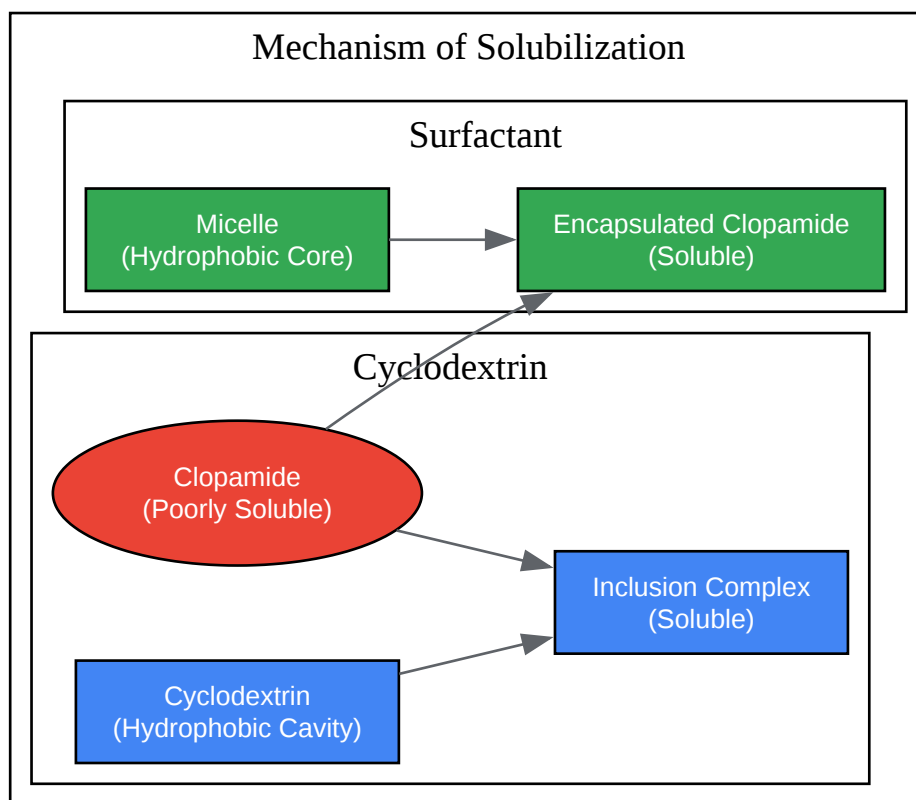 Mechanism of Solubilization
Surfactant
Micelle
(Hydrophobic Core)
Encapsulated Clopamide
(Soluble)
Cyclodextrin
Clopamide
(Poorly Soluble)
Inclusion Complex
(Soluble)
Cyclodextrin
(Hydrophobic Cavity)